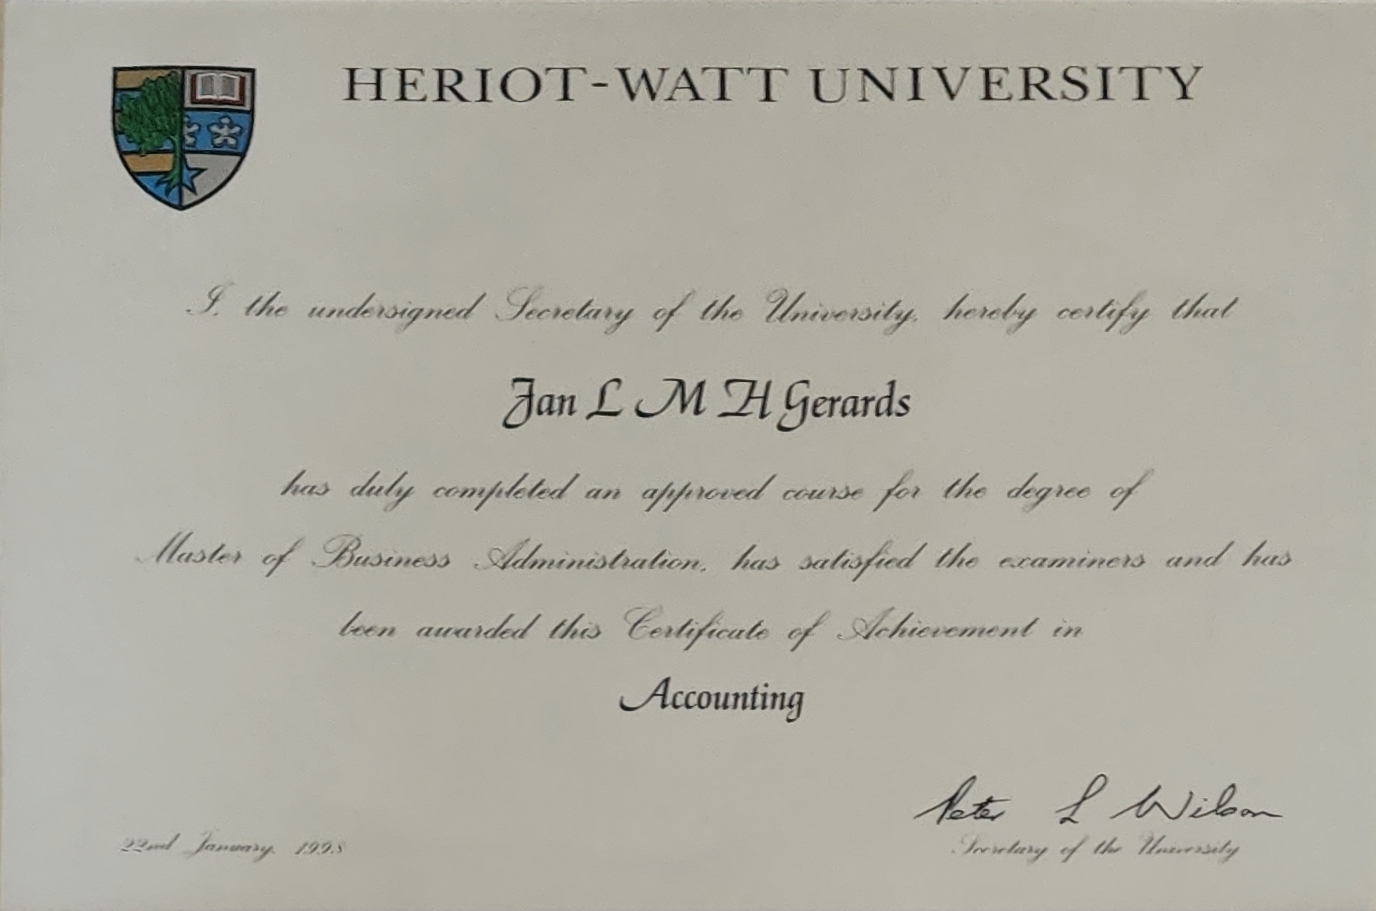 HERIOT-WATT UNIVERSITY
I, the undersigned Secretary of the University, hereby certify that
Jan L M H Gerards
has duly completed an approved course for the degree of
Master of Business Administration, has satisfied the examiners and has
been awarded this Certificate of Achievement in
Accounting
Peter L Wilson
22nd January, 1998 Secretary of the University